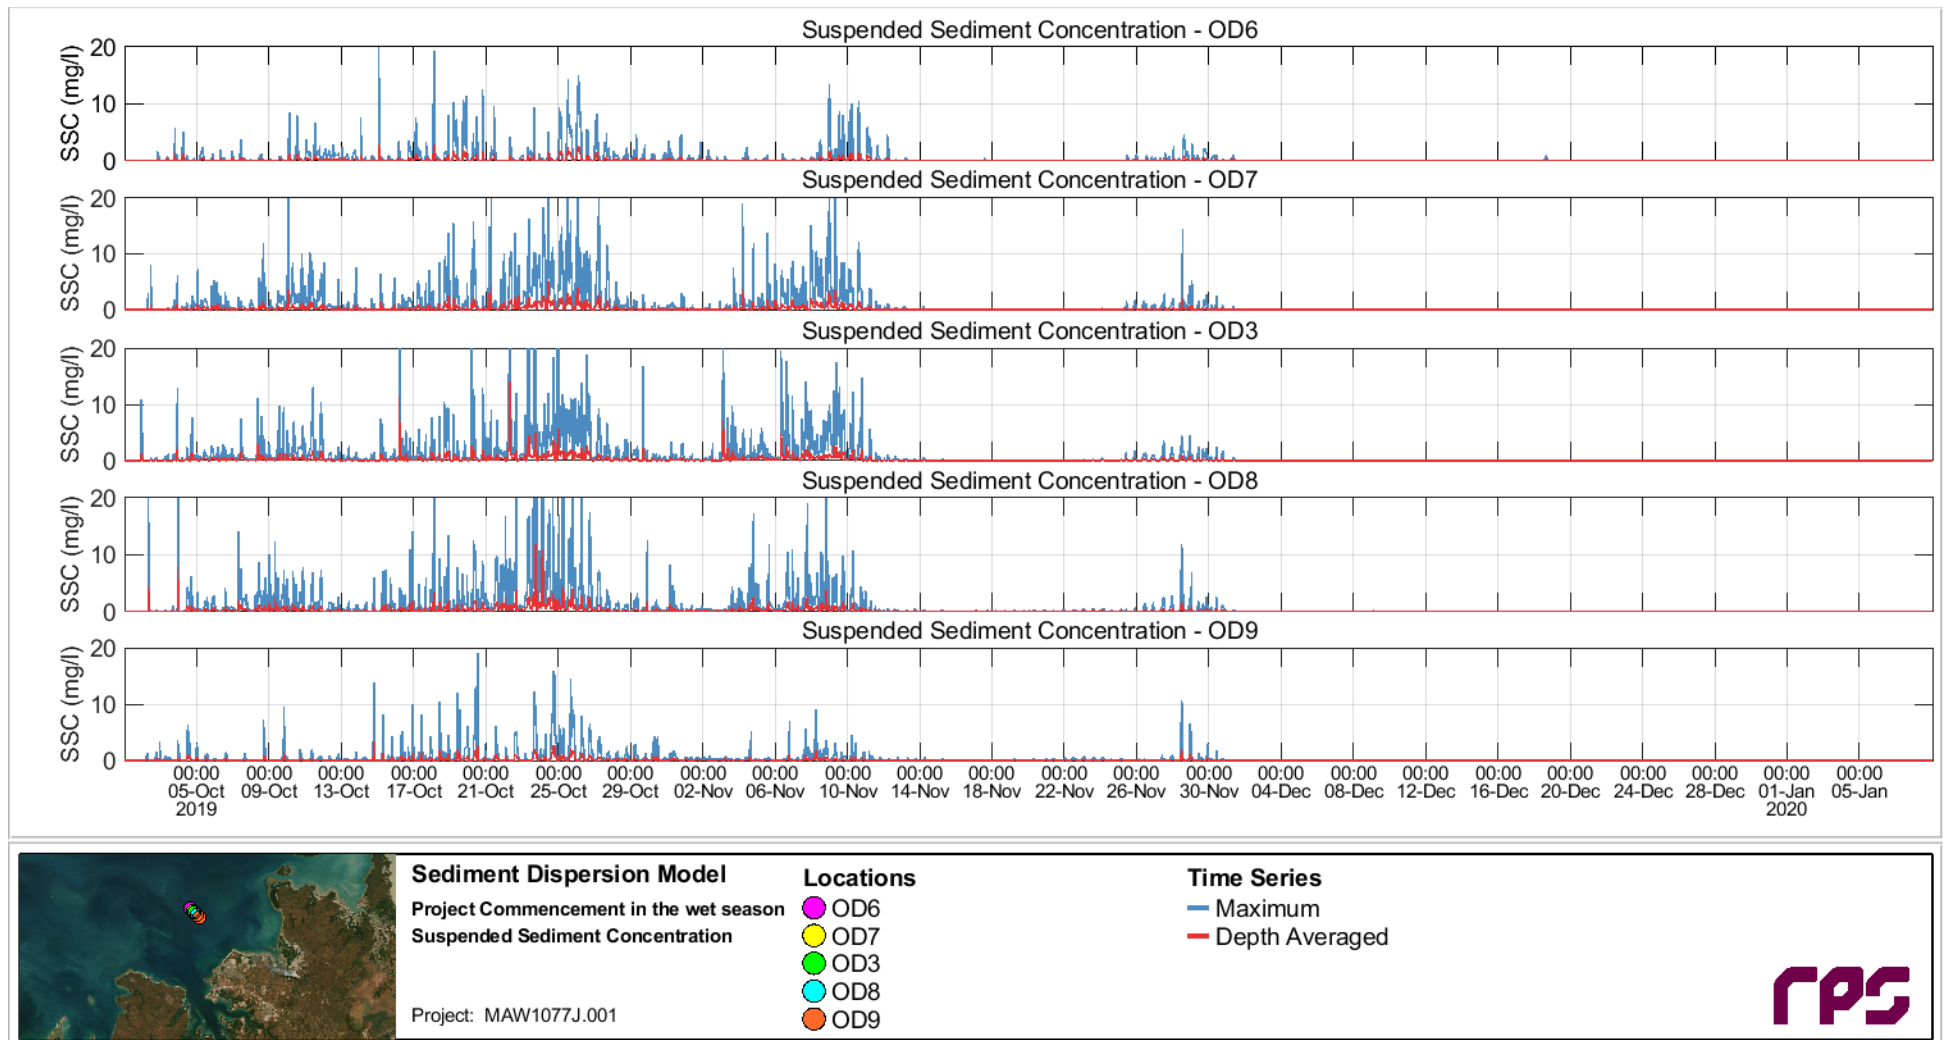 Suspended Sediment Concentration - OD6
SSC (mg/l)
20
10
0
Suspended Sediment Concentration - OD7
SSC (mg/l)
20
10
0
Suspended Sediment Concentration - OD3
SSC (mg/l)
20
10
0
Suspended Sediment Concentration - OD8
SSC (mg/l)
20
10
0
Suspended Sediment Concentration - OD9
SSC (mg/l)
20
10
0
00:00 00:00 00:00 00:00 00:00 00:00 00:00 00:00 00:00 00:00 00:00 00:00 00:00 00:00 00:00 00:00 00:00 00:00 00:00 00:00 00:00 00:00 00:00 00:00
05-Oct 09-Oct 13-Oct 17-Oct 21-Oct 25-Oct 29-Oct 02-Nov 06-Nov 10-Nov 14-Nov 18-Nov 22-Nov 26-Nov 30-Nov 04-Dec 08-Dec 12-Dec 16-Dec 20-Dec 24-Dec 28-Dec 01-Jan 05-Jan
2019 2020
Sediment Dispersion Model
Project Commencement in the wet season
Suspended Sediment Concentration
Project: MAW1077J.001
Locations
OD6
OD7
OD3
OD8
OD9
Time Series
Maximum
Depth Averaged
rps